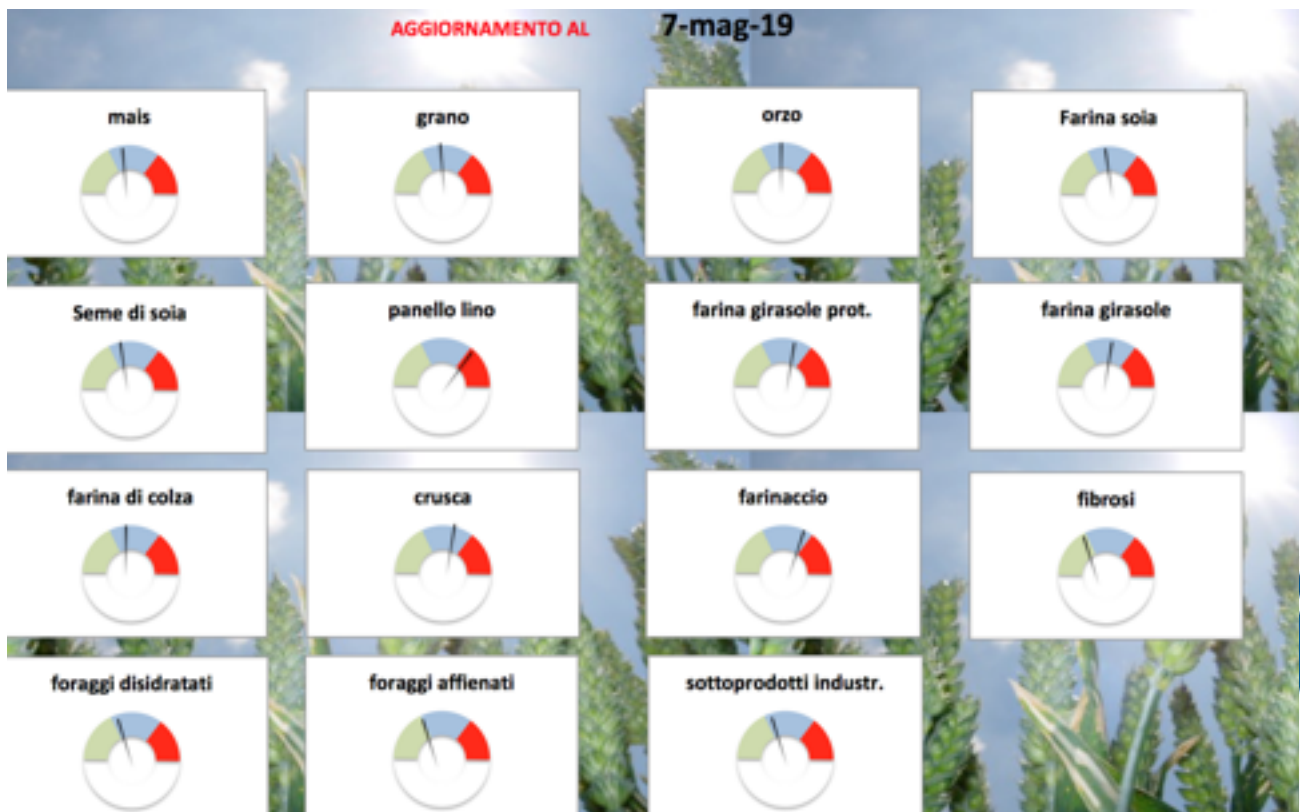 AGGIORNAMENTO AL 7-mag-19
mais grano orzo Farina soia
Seme di soia panello lino farina girasole prot. farina girasole
farina di colza crusca farinaccio fibrosi
foraggi disidratati foraggi affienati sottoprodotti industr.